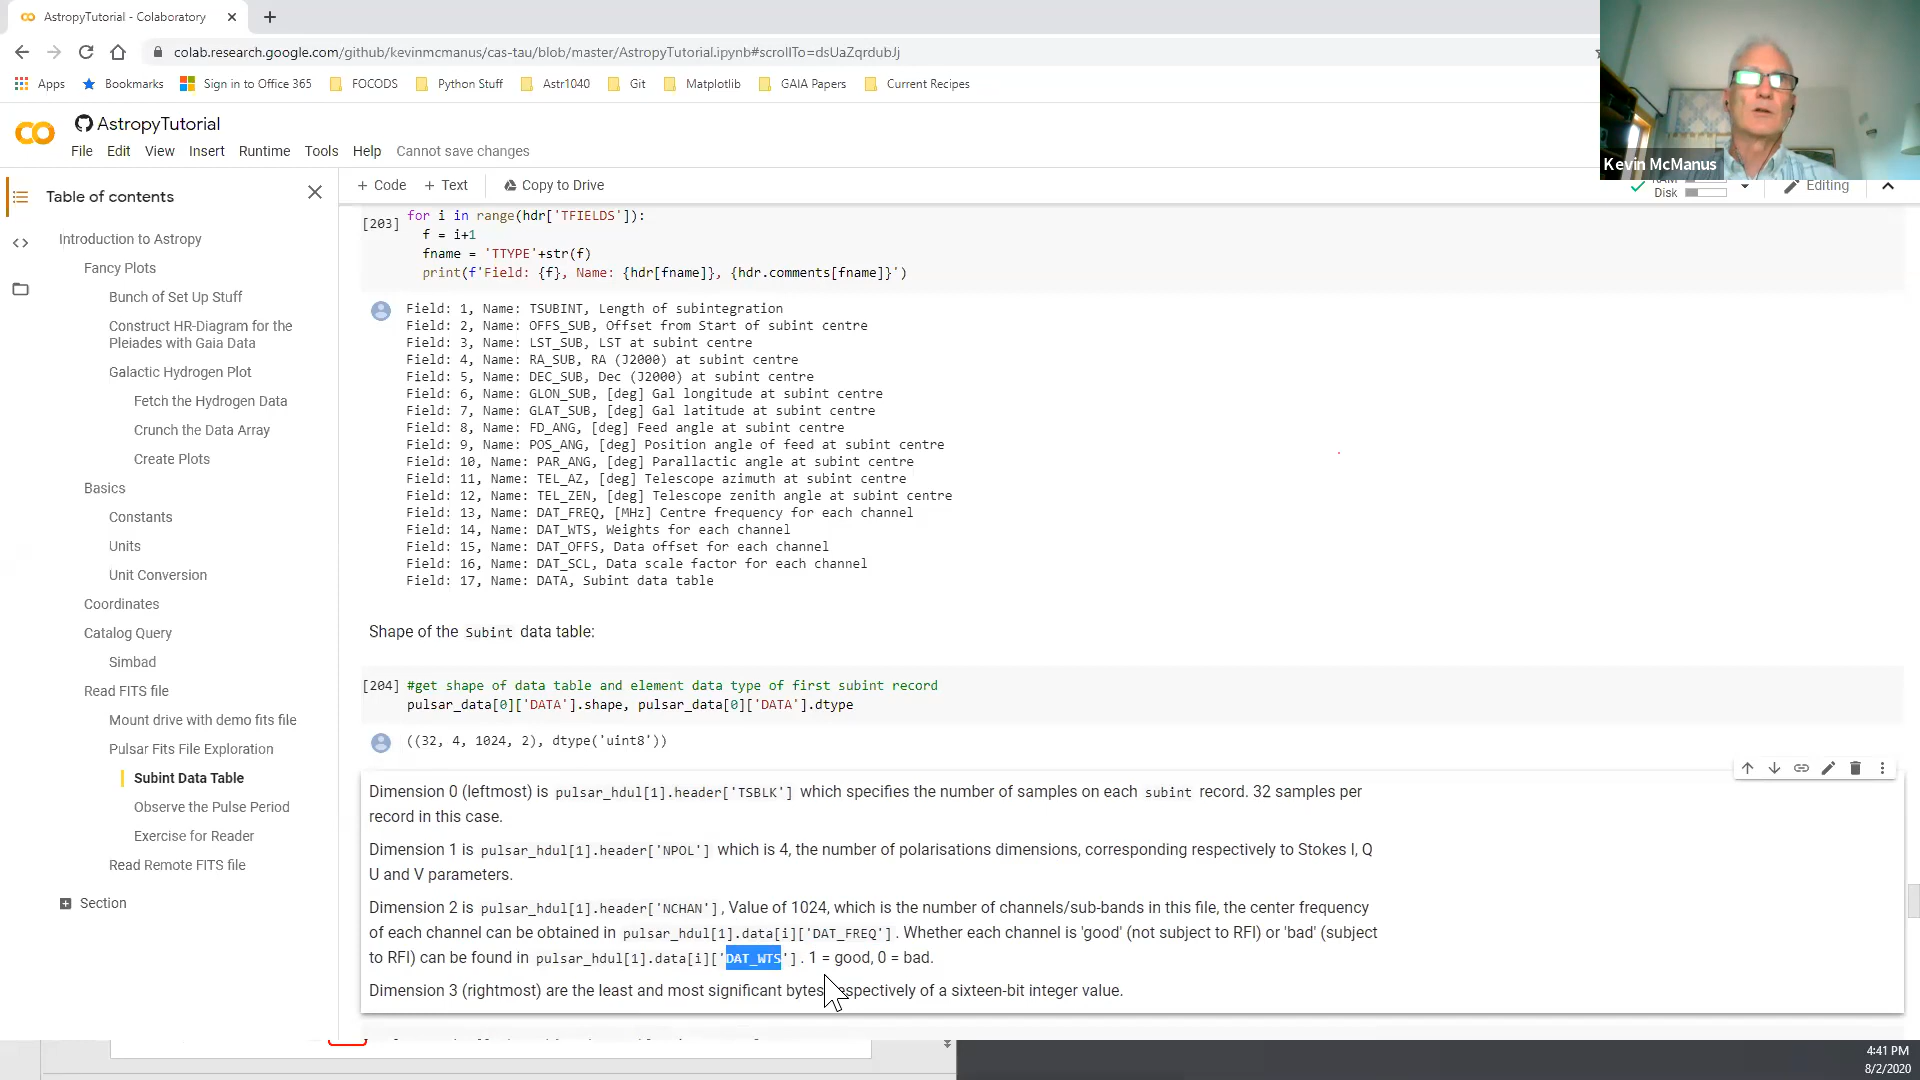 AstropyTutorial - Colaboratory
colab.research.google.com/github/kevinmcmanus/cas-tau/blob/master/AstropyTutorial.ipynb#scrollTo=dsUaZqrdubJj
Apps Bookmarks Sign in to Office 365 FOCODS Python Stuff Astr1040 Git Matplotlib GAIA Papers Current Recipes
AstropyTutorial
File Edit View Insert Runtime Tools Help Cannot save changes
Kevin McManus
Table of contents
+ Code + Text Copy to Drive
Disk
Editing
Introduction to Astropy
Fancy Plots
Bunch of Set Up Stuff
Construct HR-Diagram for the
Pleiades with Gaia Data
Galactic Hydrogen Plot
Fetch the Hydrogen Data
Crunch the Data Array
Create Plots
Basics
Constants
Units
Unit Conversion
Coordinates
Catalog Query
Simbad
Read FITS file
Mount drive with demo fits file
Pulsar Fits File Exploration
Subint Data Table
Observe the Pulse Period
Exercise for Reader
Read Remote FITS file
Section
[203] for i in range(hdr['TFIELDS']):
f = i+1
fname = 'TTYPE'+str(f)
print(f'Field: {f}, Name: {hdr[fname]}, {hdr.comments[fname]}')
Field: 1, Name: TSUBINT, Length of subintegration
Field: 2, Name: OFFS_SUB, Offset from Start of subint centre
Field: 3, Name: LST_SUB, LST at subint centre
Field: 4, Name: RA_SUB, RA (J2000) at subint centre
Field: 5, Name: DEC_SUB, Dec (J2000) at subint centre
Field: 6, Name: GLON_SUB, [deg] Gal longitude at subint centre
Field: 7, Name: GLAT_SUB, [deg] Gal latitude at subint centre
Field: 8, Name: FD_ANG, [deg] Feed angle at subint centre
Field: 9, Name: POS_ANG, [deg] Position angle of feed at subint centre
Field: 10, Name: PAR_ANG, [deg] Parallactic angle at subint centre
Field: 11, Name: TEL_AZ, [deg] Telescope azimuth at subint centre
Field: 12, Name: TEL_ZEN, [deg] Telescope zenith angle at subint centre
Field: 13, Name: DAT_FREQ, [MHz] Centre frequency for each channel
Field: 14, Name: DAT_WTS, Weights for each channel
Field: 15, Name: DAT_OFFS, Data offset for each channel
Field: 16, Name: DAT_SCL, Data scale factor for each channel
Field: 17, Name: DATA, Subint data table
Shape of the Subint data table:
[204] #get shape of data table and element data type of first subint record
pulsar_data[0]['DATA'].shape, pulsar_data[0]['DATA'].dtype
((32, 4, 1024, 2), dtype('uint8'))
Dimension 0 (leftmost) is pulsar_hdul[1].header['TSBLK'] which specifies the number of samples on each subint record. 32 samples per
record in this case.
Dimension 1 is pulsar_hdul[1].header['NPOL'] which is 4, the number of polarisations dimensions, corresponding respectively to Stokes I, Q
U and V parameters.
Dimension 2 is pulsar_hdul[1].header['NCHAN'], Value of 1024, which is the number of channels/sub-bands in this file, the center frequency
of each channel can be obtained in pulsar_hdul[1].data[i]['DAT_FREQ']. Whether each channel is 'good' (not subject to RFI) or 'bad' (subject
to RFI) can be found in pulsar_hdul[1].data[i]['DAT_WTS']. 1 = good, 0 = bad.
Dimension 3 (rightmost) are the least and most significant bytes respectively of a sixteen-bit integer value.
4:41 PM
8/2/2020